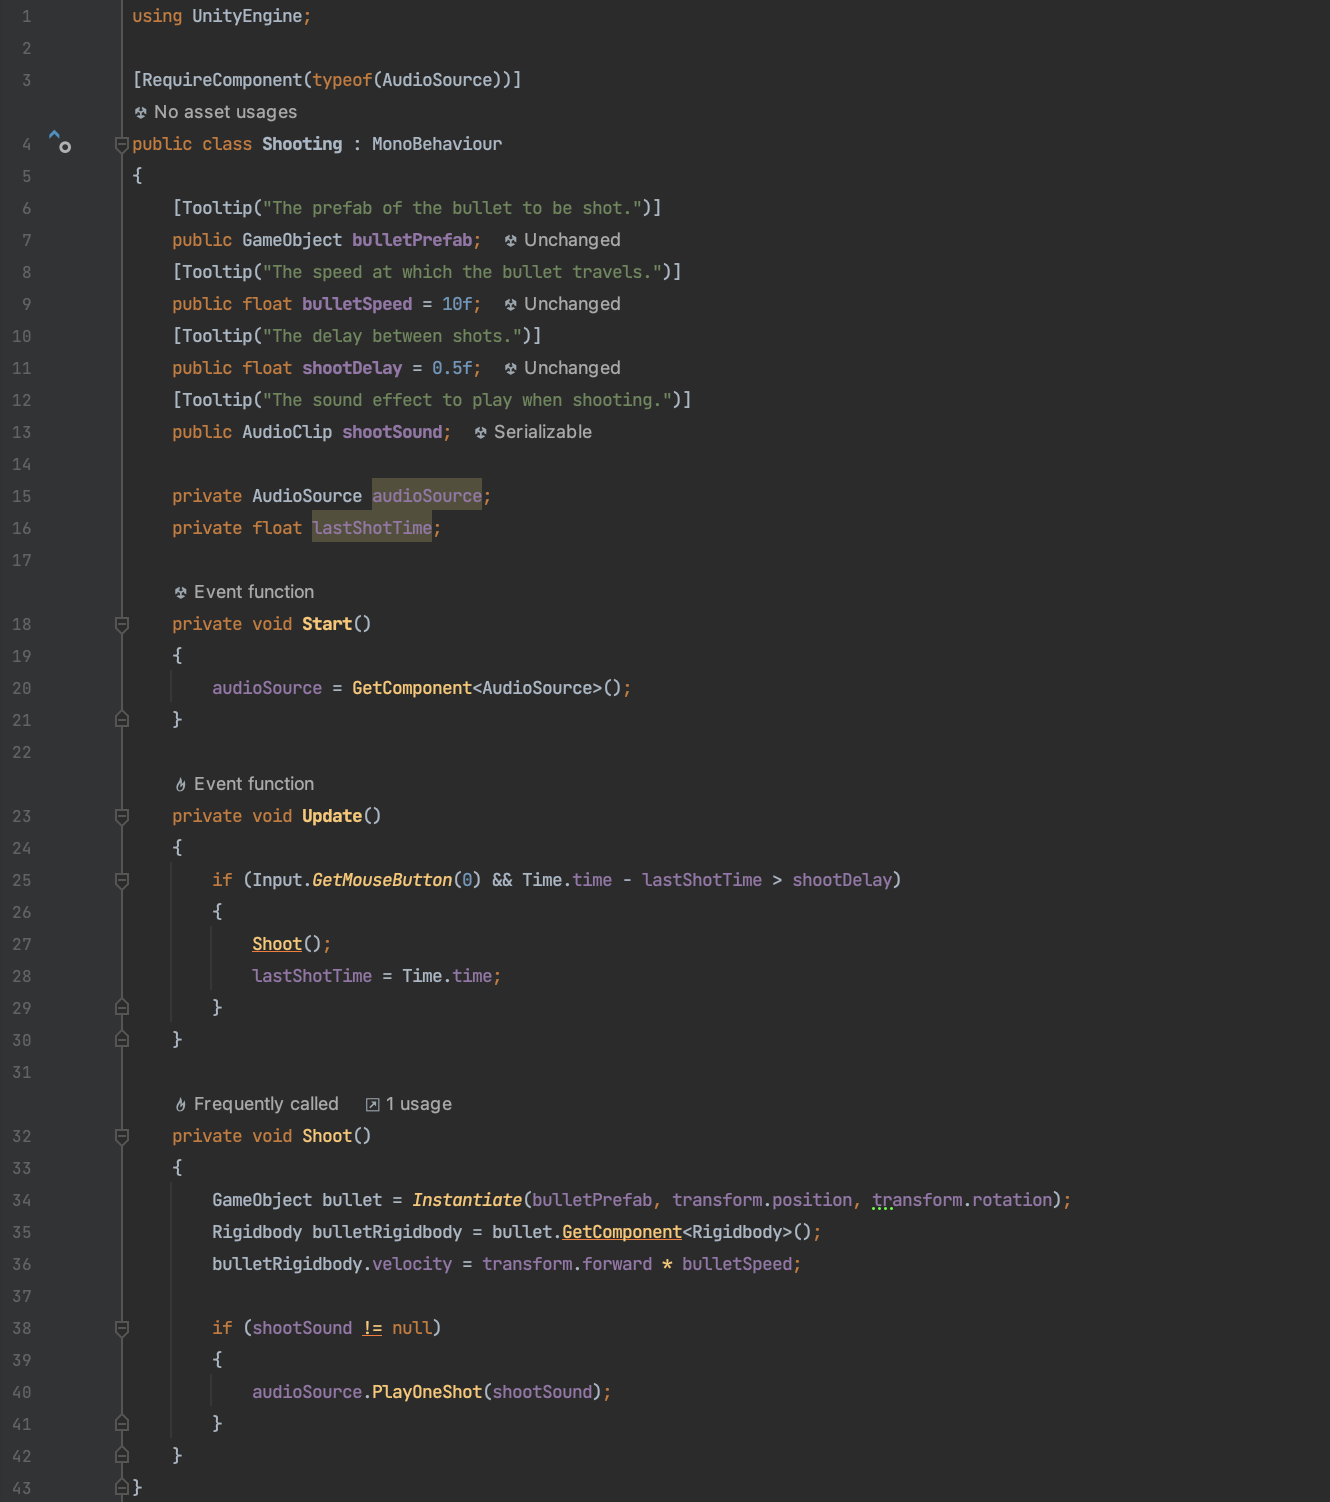 1 using UnityEngine;
2
3 [RequireComponent(typeof(AudioSource))]
No asset usages
4 public class Shooting : MonoBehaviour
5 {
6 [Tooltip("The prefab of the bullet to be shot.")]
7 public GameObject bulletPrefab; Unchanged
8 [Tooltip("The speed at which the bullet travels.")]
9 public float bulletSpeed = 10f; Unchanged
10 [Tooltip("The delay between shots.")]
11 public float shootDelay = 0.5f; Unchanged
12 [Tooltip("The sound effect to play when shooting.")]
13 public AudioClip shootSound; Serializable
14
15 private AudioSource audioSource;
16 private float lastShotTime;
17
Event function
18 private void Start()
19 {
20 audioSource = GetComponent<AudioSource>();
21 }
22
Event function
23 private void Update()
24 {
25 if (Input.GetMouseButton(0) && Time.time - lastShotTime > shootDelay)
26 {
27 Shoot();
28 lastShotTime = Time.time;
29 }
30 }
31
Frequently called 1 usage
32 private void Shoot()
33 {
34 GameObject bullet = Instantiate(bulletPrefab, transform.position, transform.rotation);
35 Rigidbody bulletRigidbody = bullet.GetComponent<Rigidbody>();
36 bulletRigidbody.velocity = transform.forward * bulletSpeed;
37
38 if (shootSound != null)
39 {
40 audioSource.PlayOneShot(shootSound);
41 }
42 }
43 }